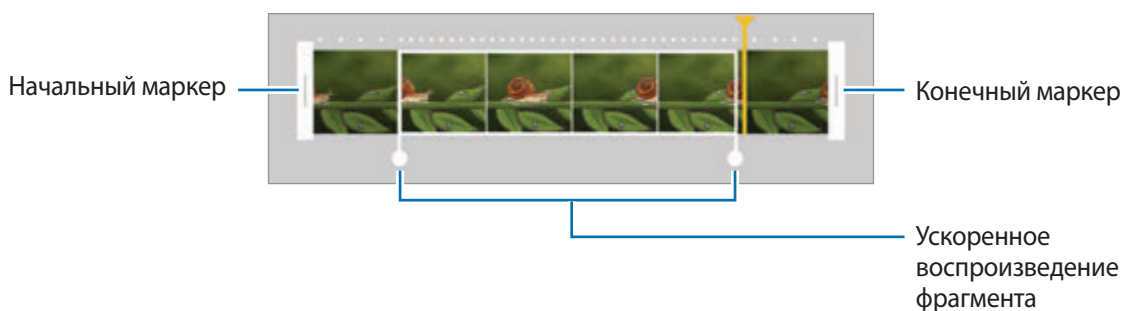 Начальный маркер
Конечный маркер
Ускоренное
воспроизведение
фрагмента